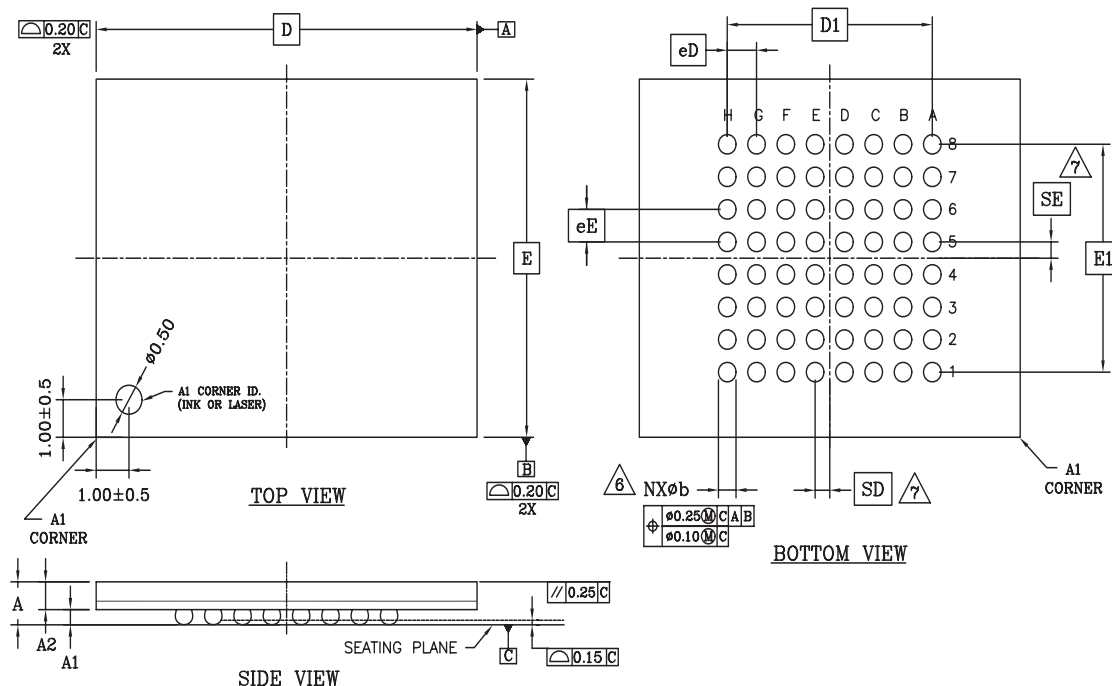 ⌓ 0.20 C
2X
D
A
E
ø0.50
A1 CORNER ID.
(INK OR LASER)
1.00±0.5
1.00±0.5
A1
CORNER
TOP VIEW
B
⌓ 0.20 C
2X
D1
eD
H G F E D C B A
8
7
6
5
4
3
2
1
7
SE
eE
E1
6 NXøb
⌖ ø0.25Ⓜ C A B
ø0.10Ⓜ C
SD 7
A1
CORNER
BOTTOM VIEW
A
A2
A1
// 0.25 C
SEATING PLANE
C
⌓ 0.15 C
SIDE VIEW